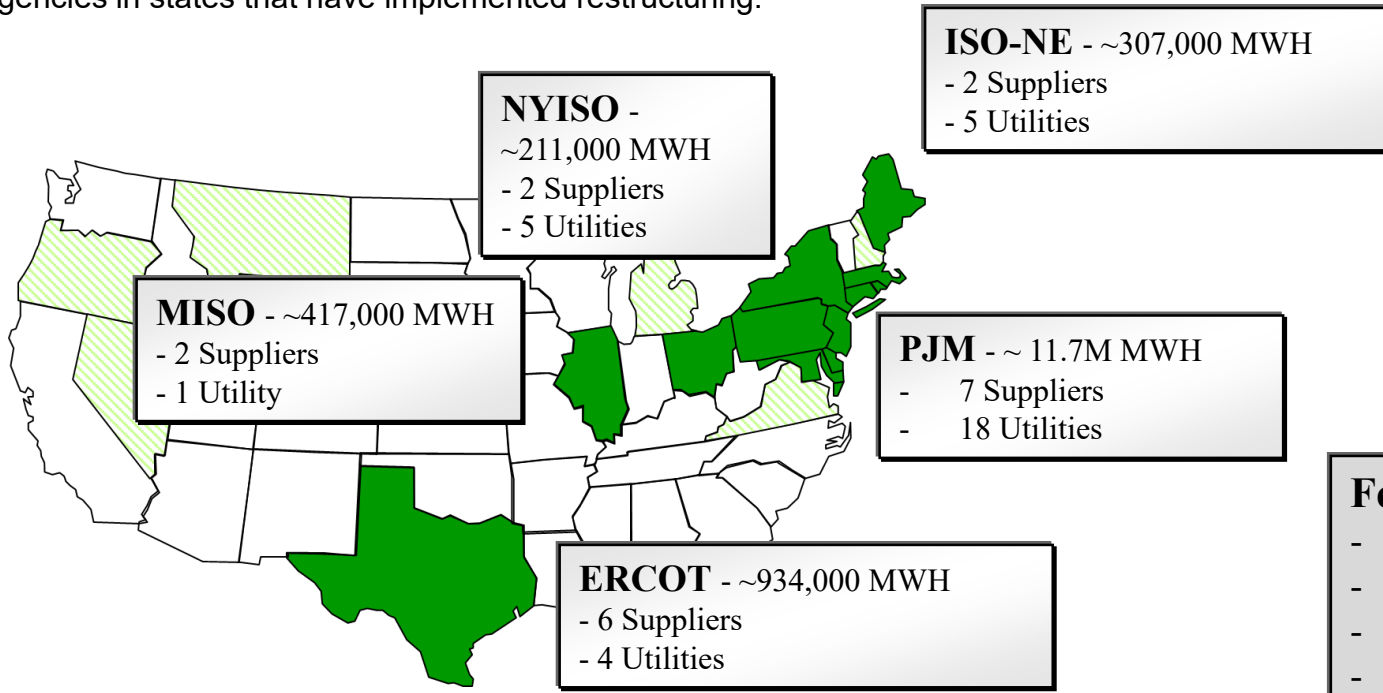 gencies in states that have implemented restructuring.
ISO-NE - ~307,000 MWH
- 2 Suppliers
- 5 Utilities
NYISO -
~211,000 MWH
- 2 Suppliers
- 5 Utilities
MISO - ~417,000 MWH
- 2 Suppliers
- 1 Utility
PJM - ~ 11.7M MWH
- 7 Suppliers
- 18 Utilities
ERCOT - ~934,000 MWH
- 6 Suppliers
- 4 Utilities
-
-
-
-